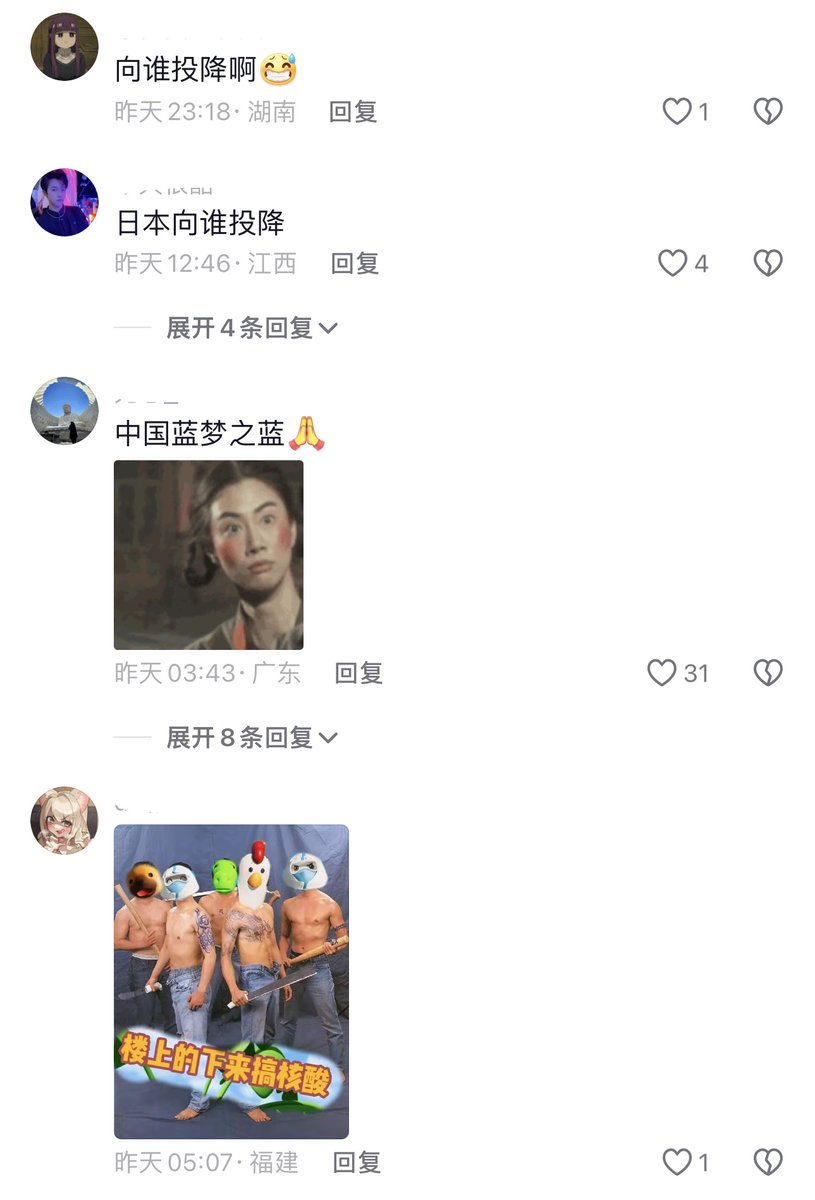 向谁投降啊😅
昨天 23:18 · 湖南 回复 1
日本向谁投降
昨天 12:46 · 江西 回复 4
展开 4 条回复
中国蓝梦之蓝🙏
昨天 03:43 · 广东 回复 31
展开 8 条回复
楼上的下来搞核酸
昨天 05:07 · 福建 回复 1